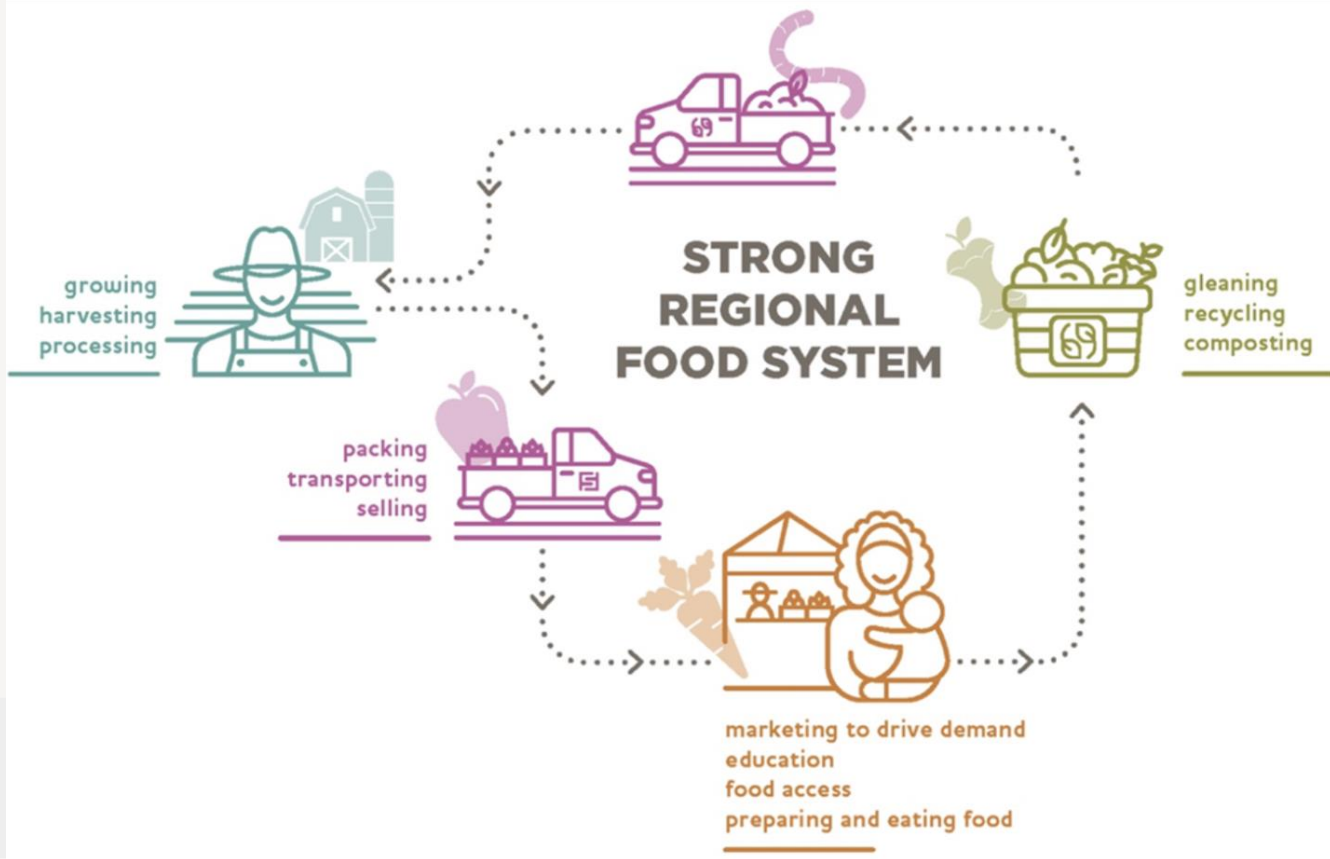 STRONG
REGIONAL
FOOD SYSTEM
growing
harvesting
processing
packing
transporting
selling
marketing to drive demand
education
food access
preparing and eating food
gleaning
recycling
composting